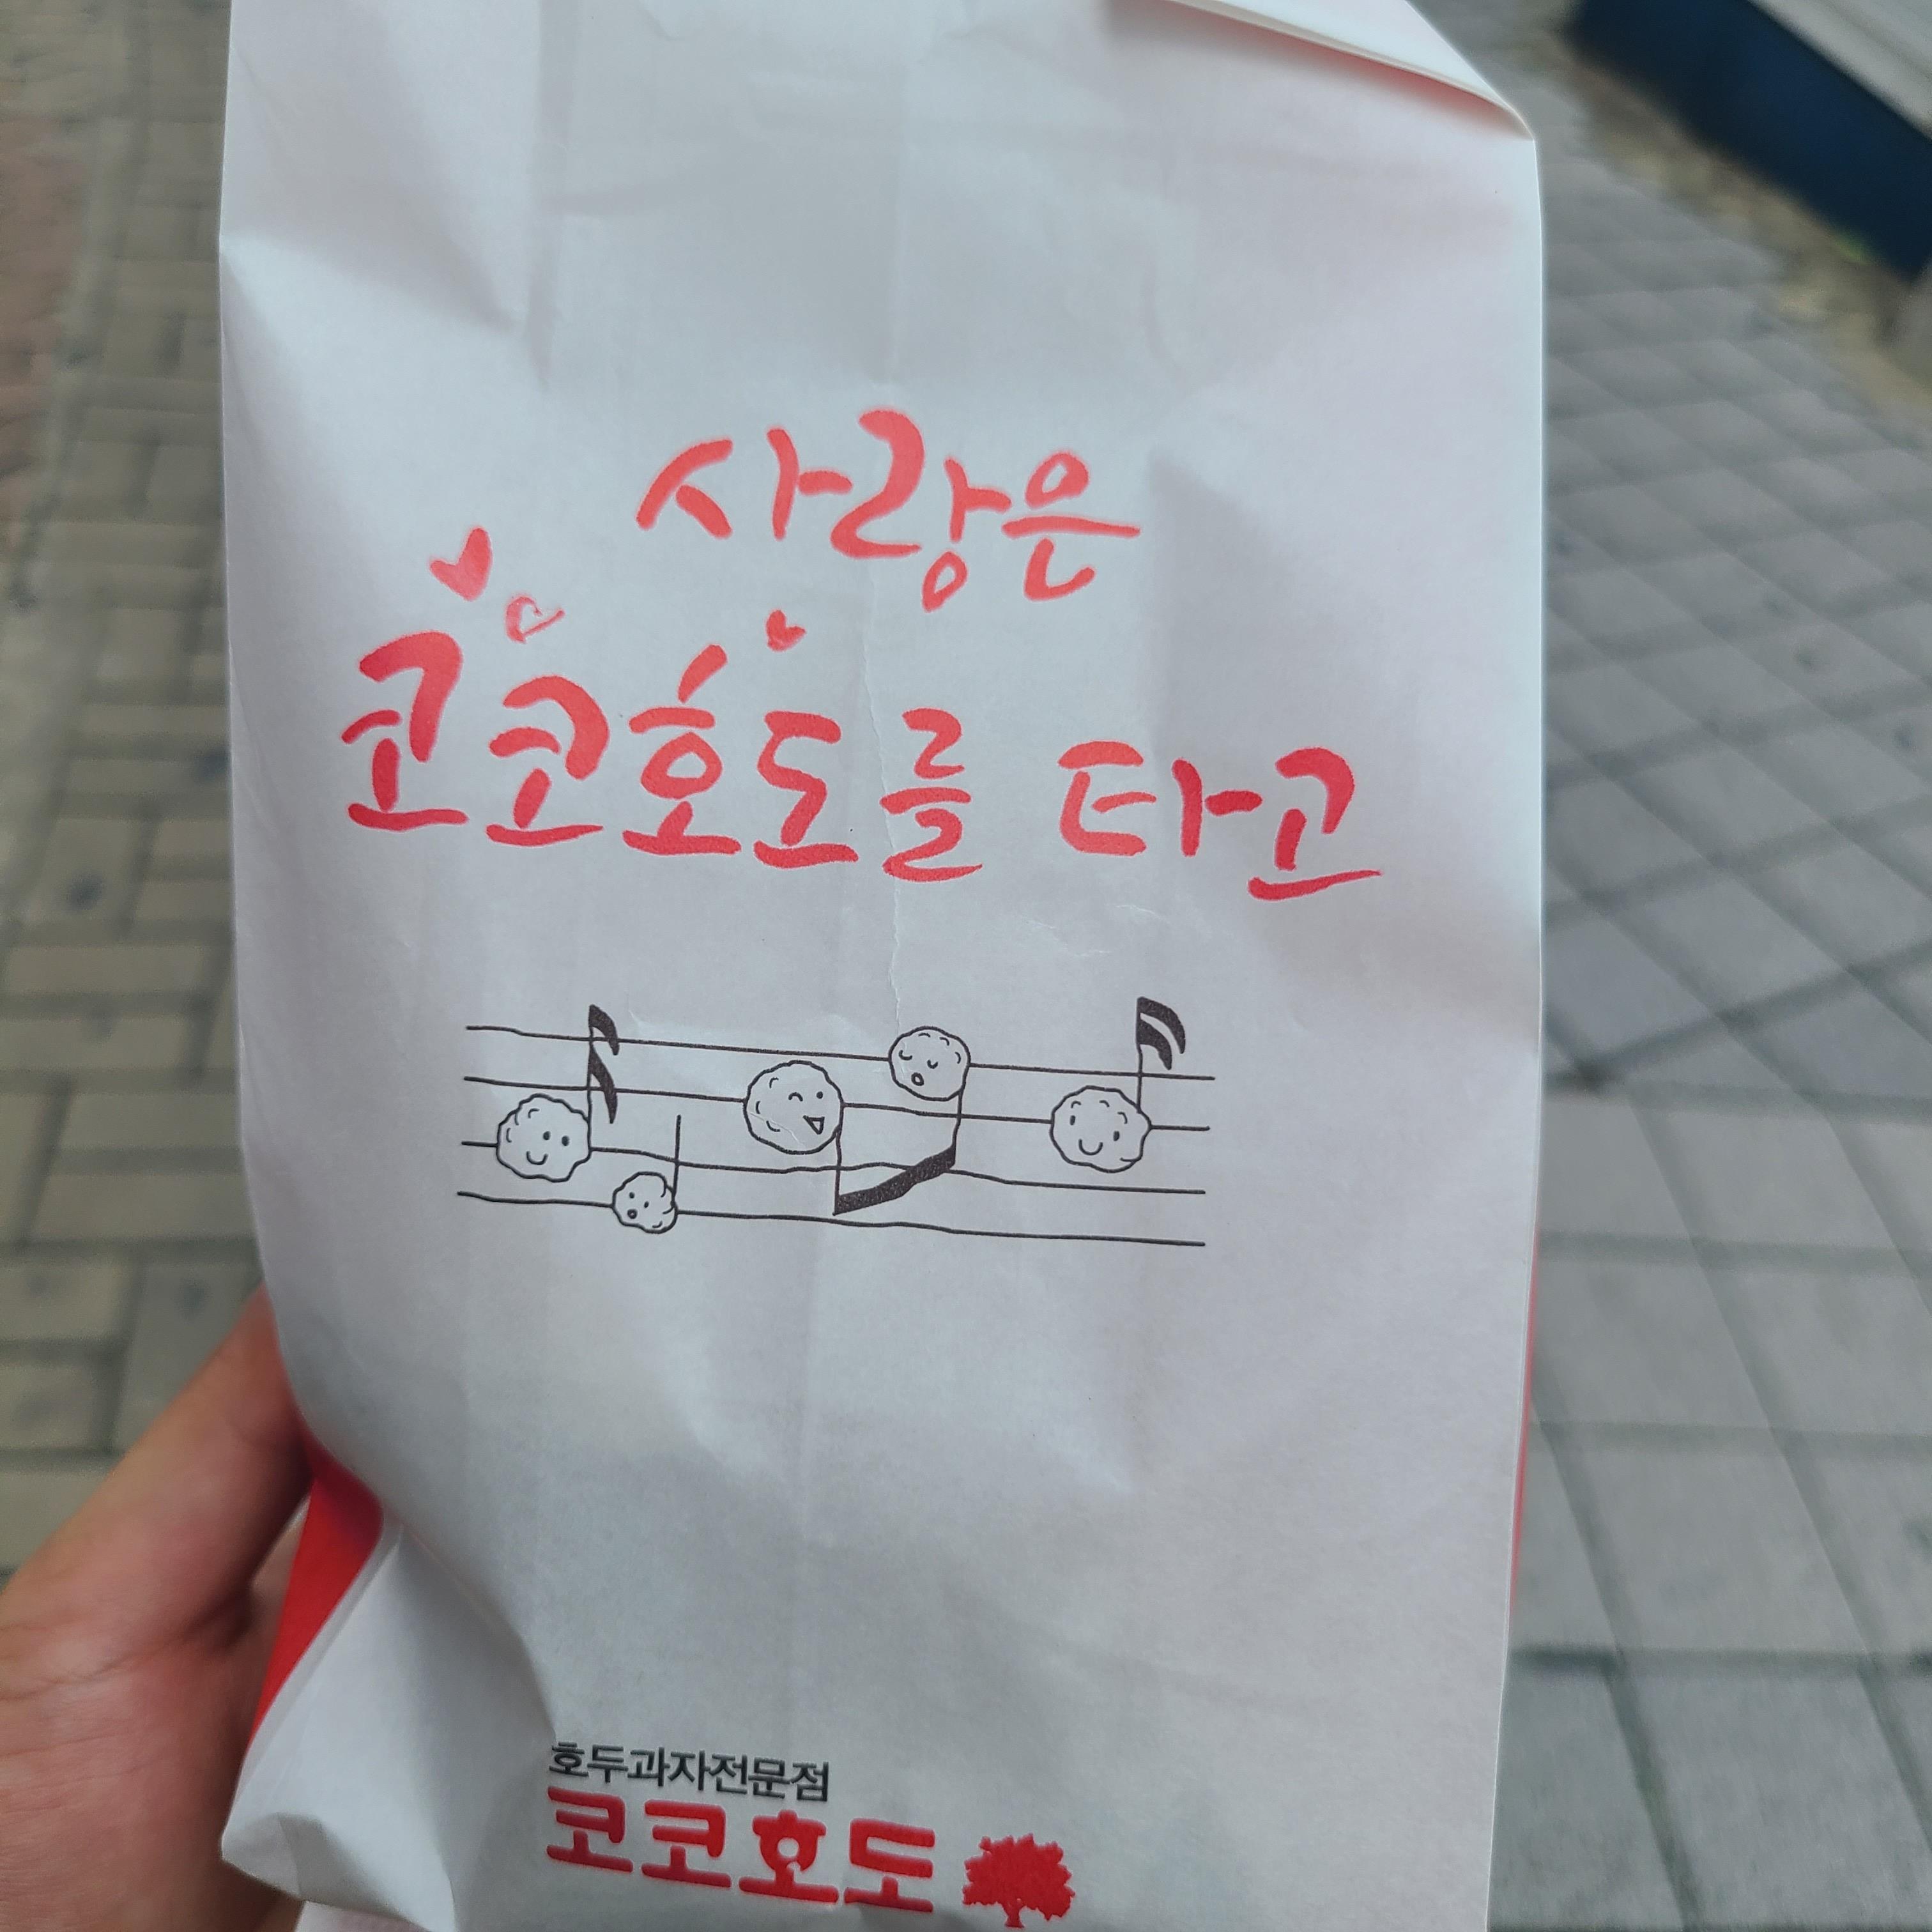 사랑은
코코호도를 타고
호두과자전문점
코코호도